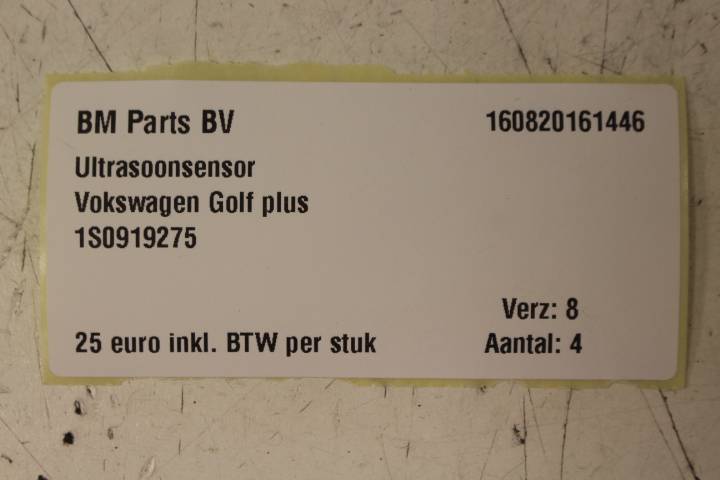 BM Parts BV 160820161446
Ultrasoonsensor
Vokswagen Golf plus
1S0919275
Verz: 8
25 euro inkl. BTW per stuk Aantal: 4